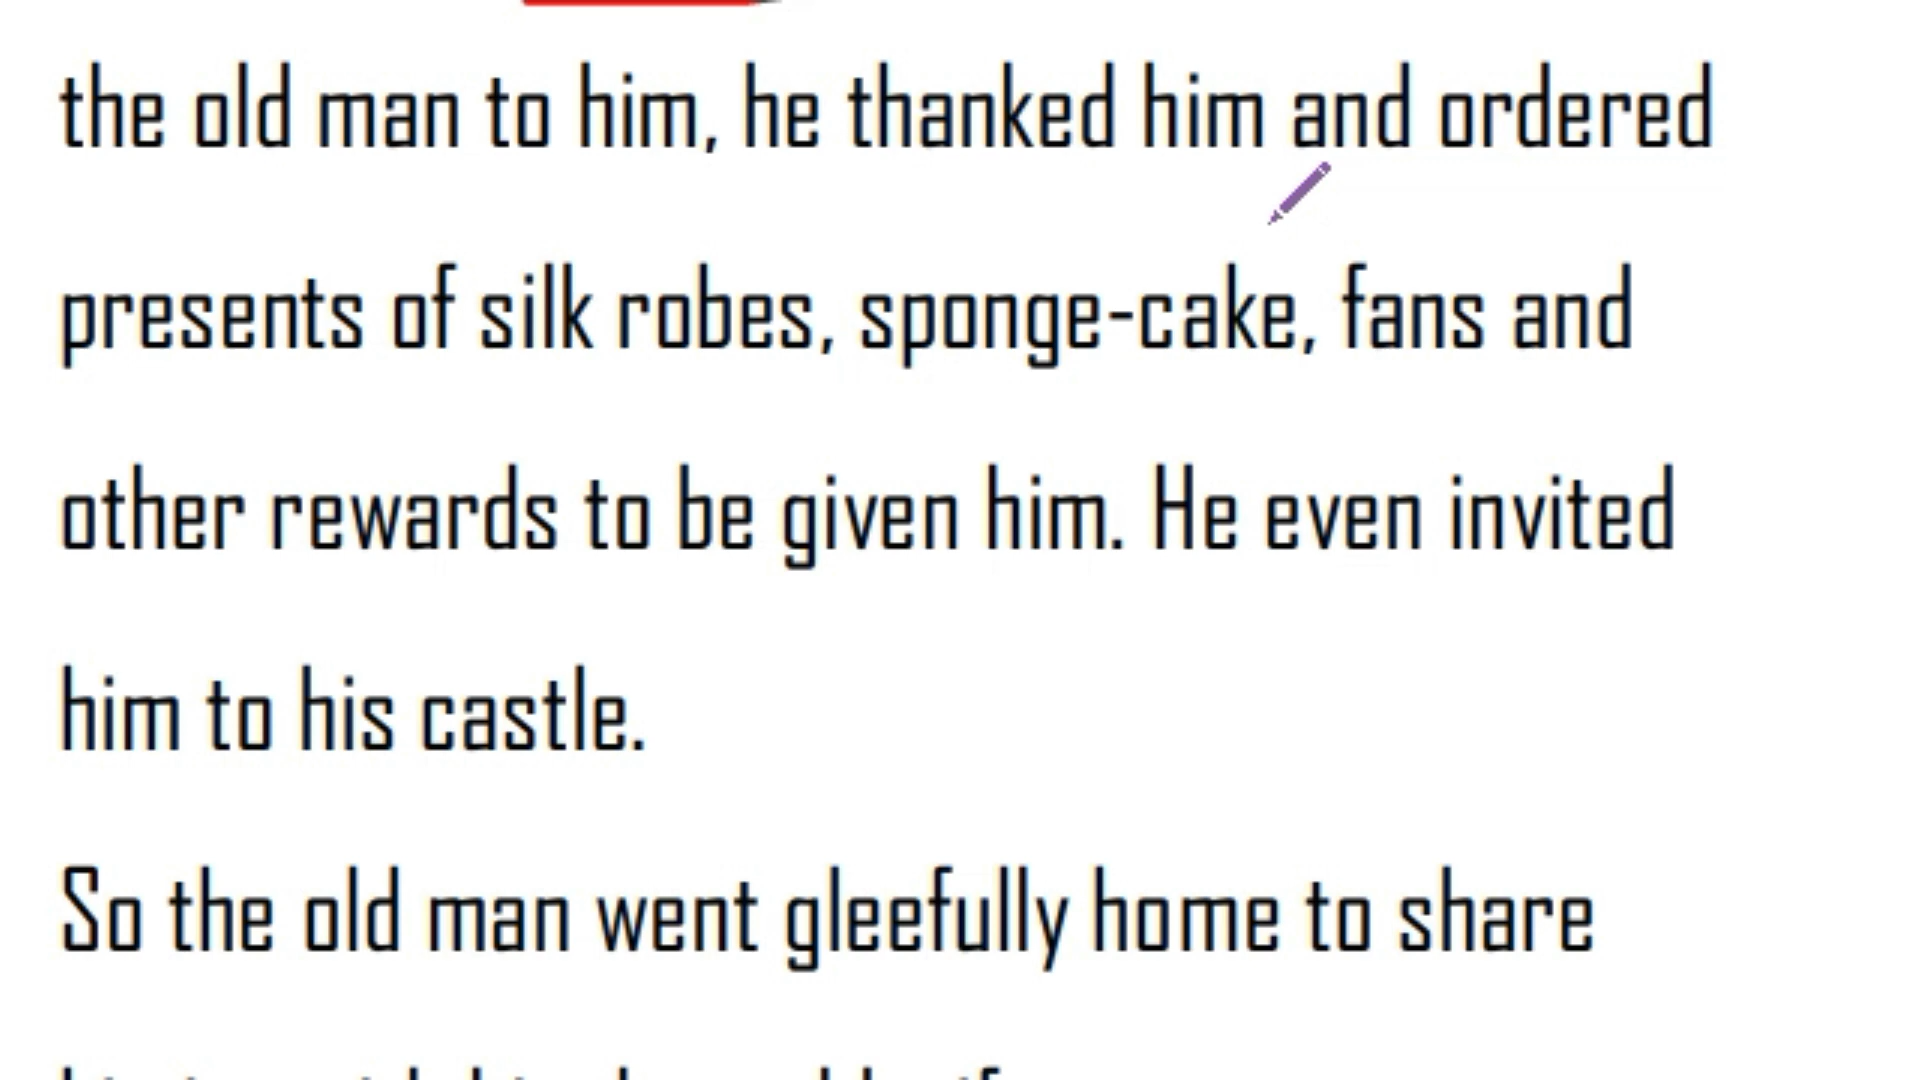 the old man to him, he thanked him and ordered
presents of silk robes, sponge-cake, fans and
other rewards to be given him. He even invited
him to his castle.
So the old man went gleefully home to share